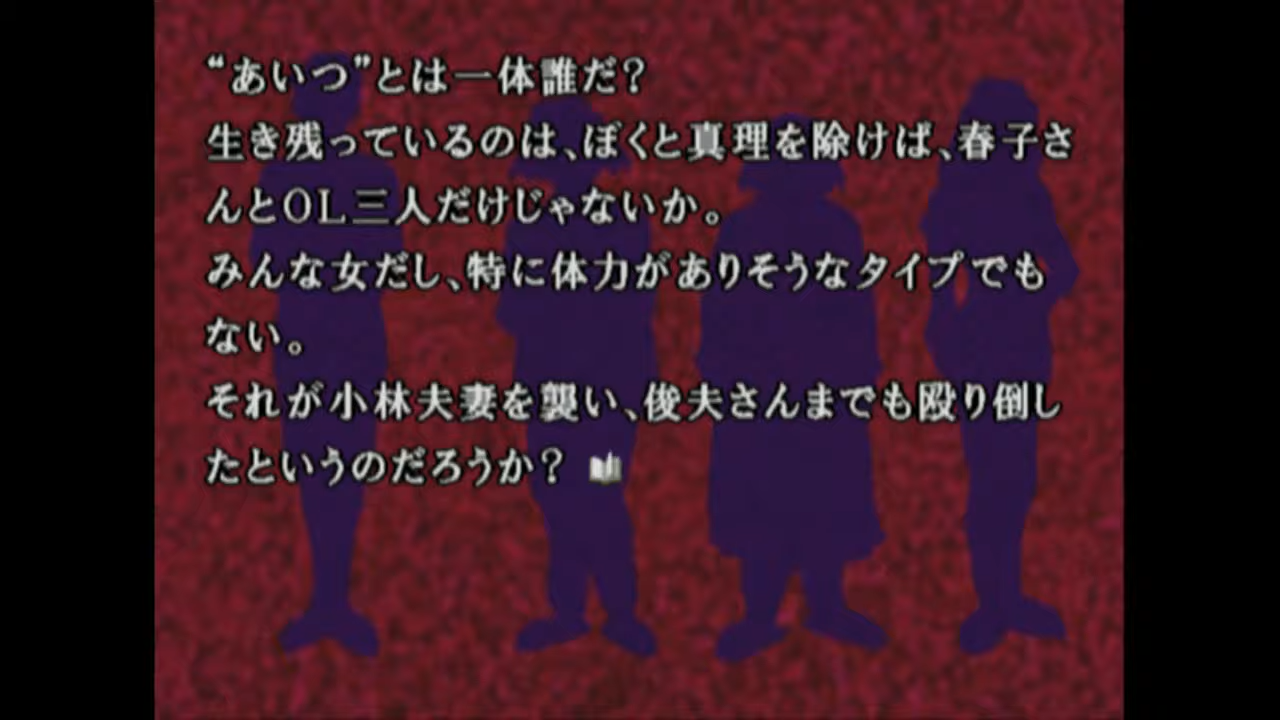 “あいつ”とは一体誰だ？
生き残っているのは、ぼくと真理を除けば、春子さ
んとＯＬ三人だけじゃないか。
みんな女だし、特に体力がありそうなタイプでも
ない。
それが小林夫妻を襲い、俊夫さんまでも殴り倒し
たというのだろうか？